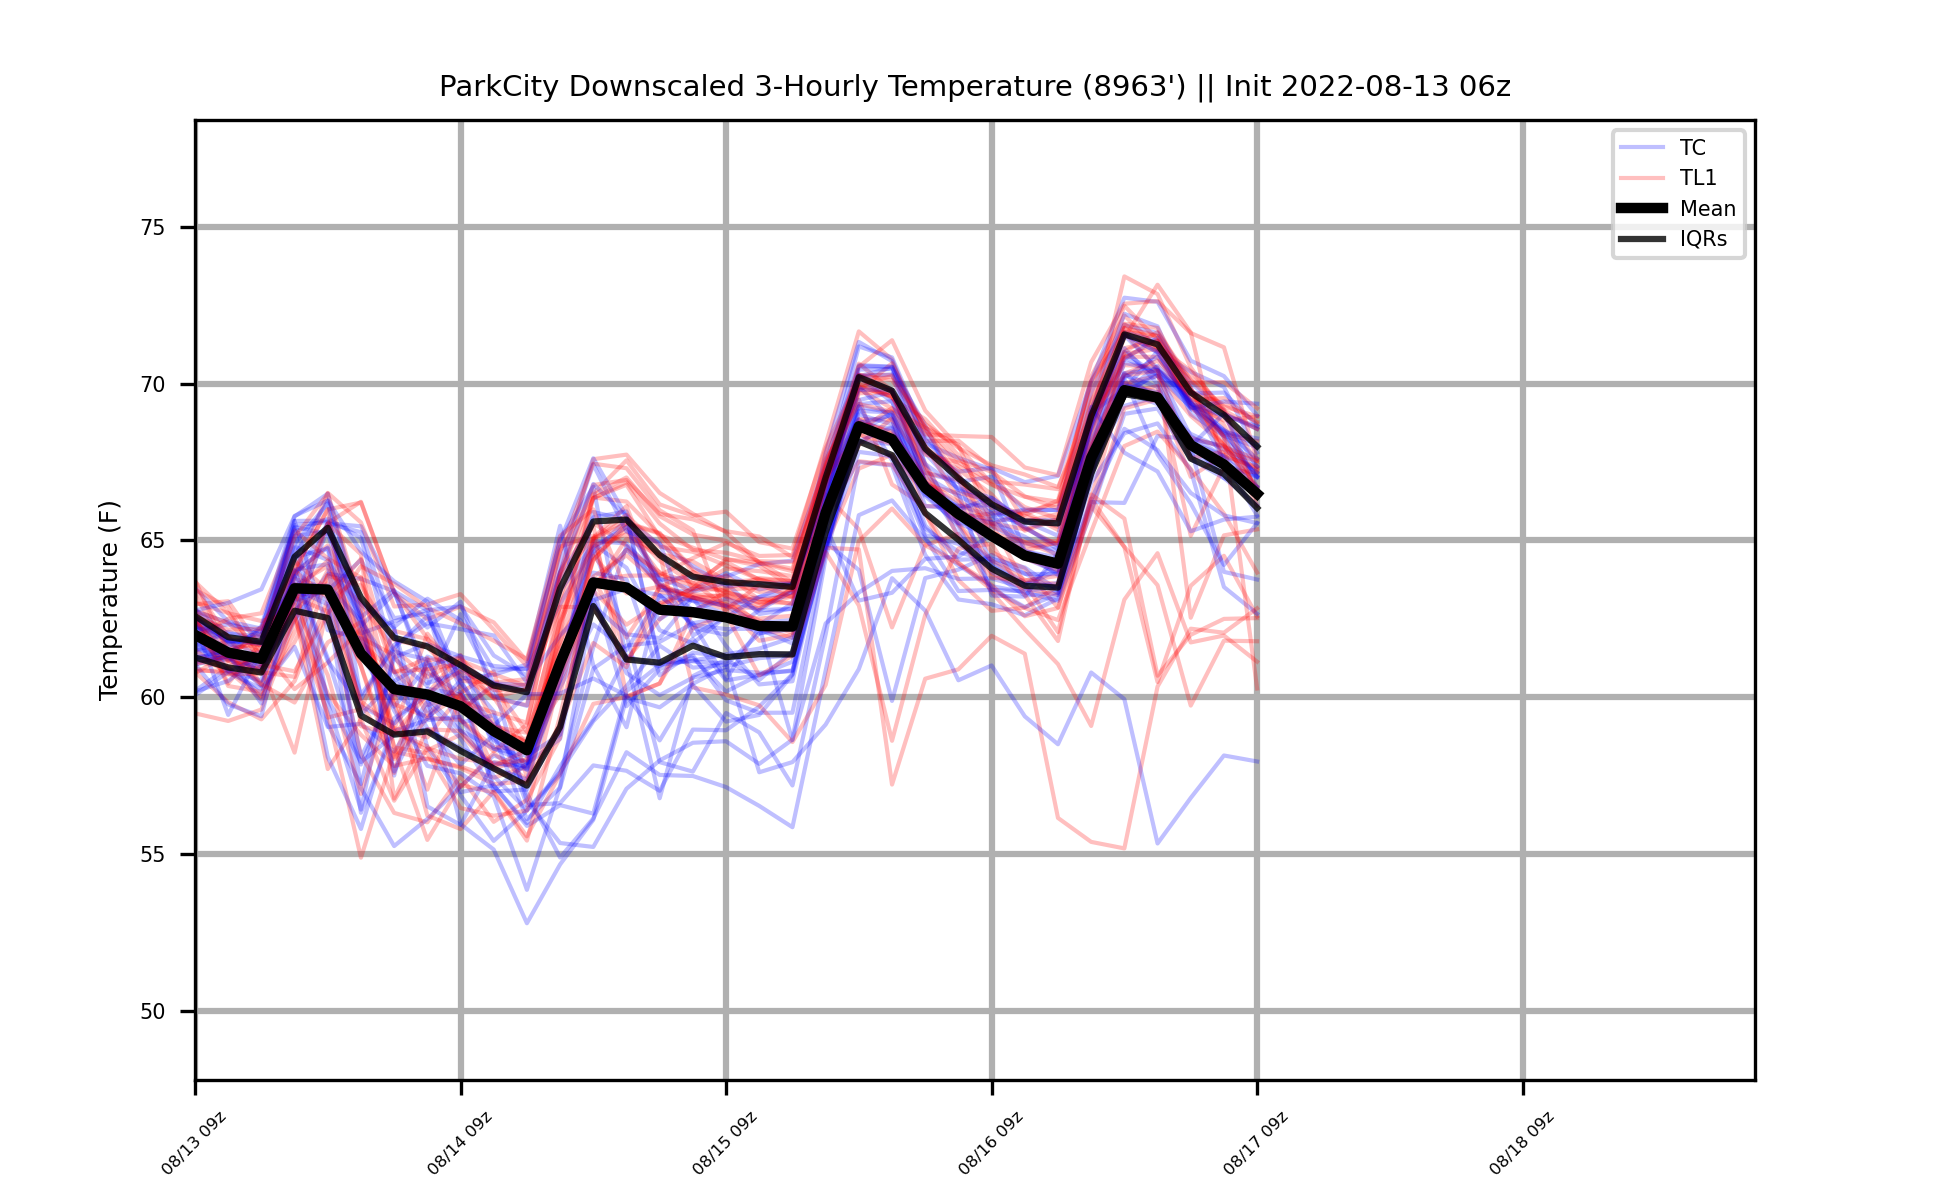 ParkCity Downscaled 3-Hourly Temperature (8963') || Init 2022-08-13 06z
TC
TL1
Mean
IQRs
Temperature (F)
75
70
65
60
55
50
08/13 09z
08/14 09z
08/15 09z
08/16 09z
08/17 09z
08/18 09z